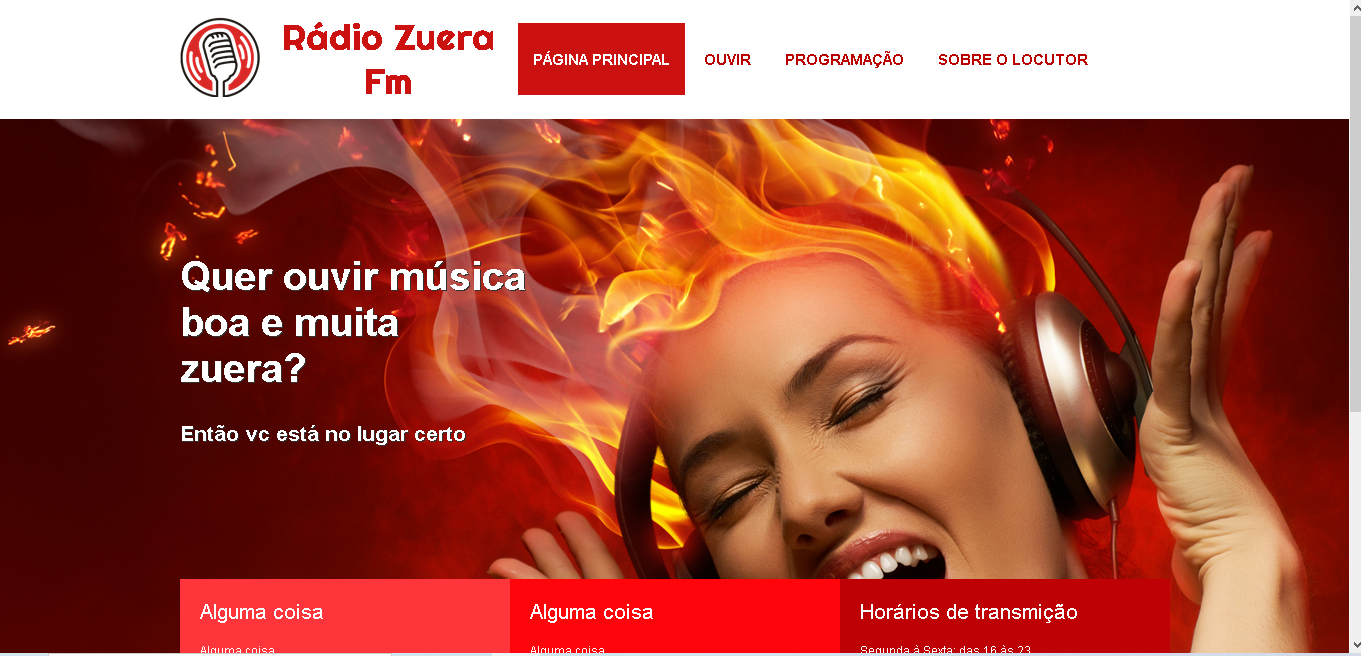 Rádio Zuera
Fm
PÁGINA PRINCIPAL
OUVIR
PROGRAMAÇÃO
SOBRE O LOCUTOR
Quer ouvir música
boa e muita
zuera?
Então vc está no lugar certo
Alguma coisa
Alguma coisa
Alguma coisa
Alguma coisa
Horários de transmição
Segunda à Sexta: das 16 às 23